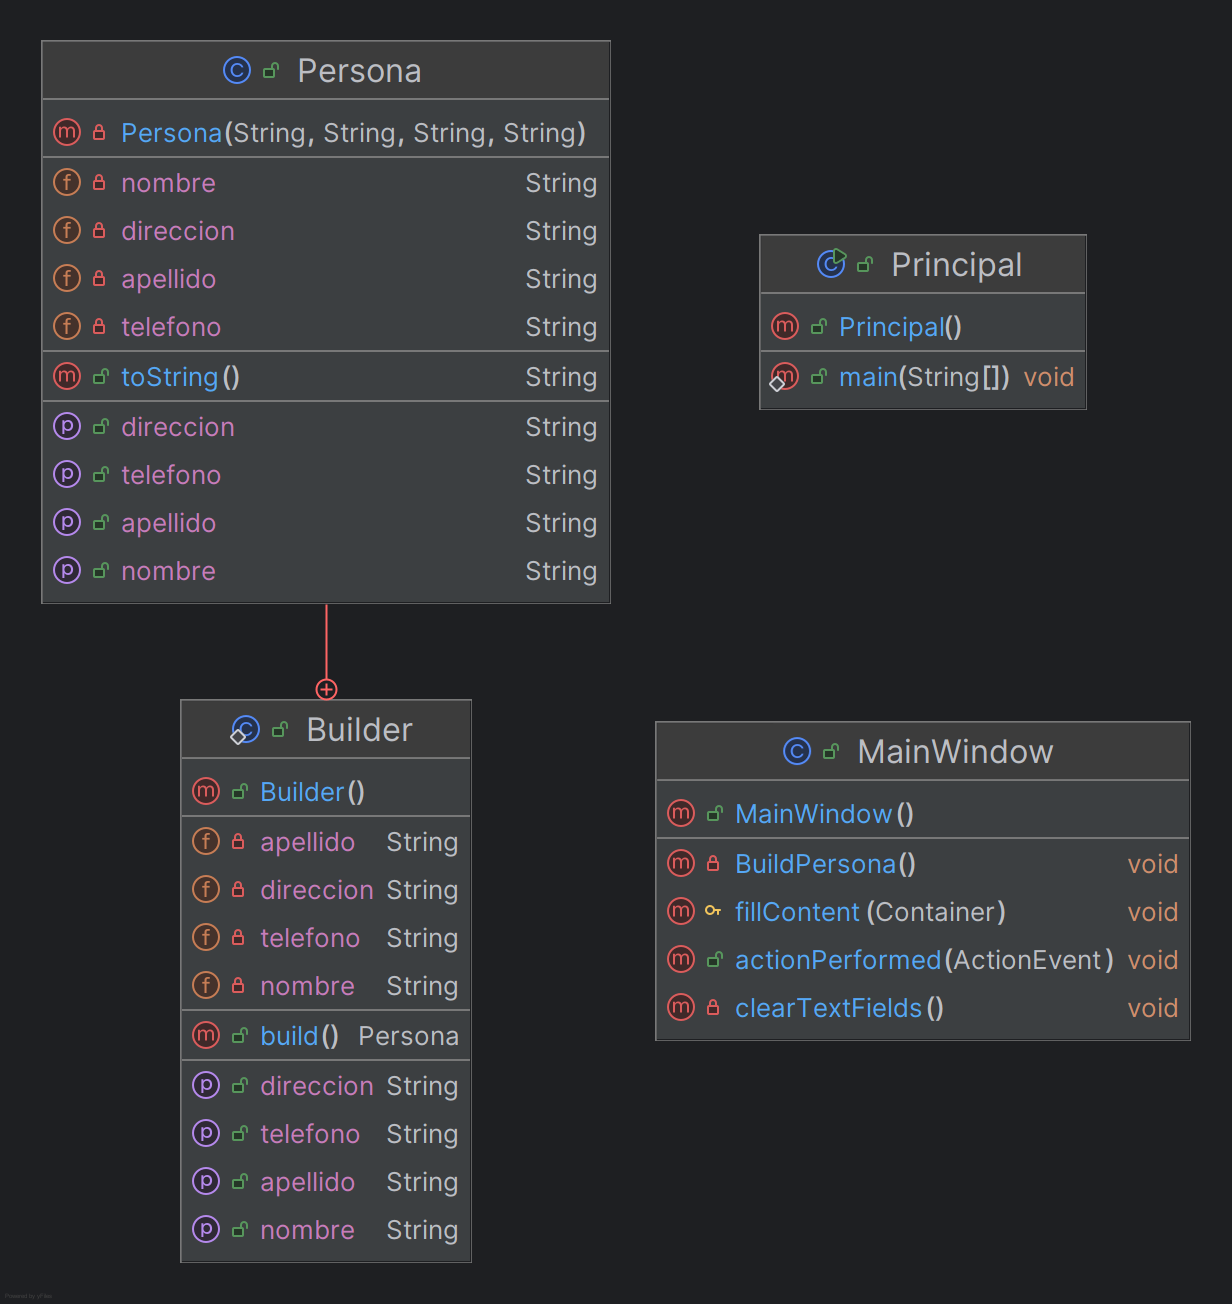 Persona
Persona(String, String, String, String)
nombre String
direccion String
apellido String
telefono String
toString() String
direccion String
telefono String
apellido String
nombre String
Principal
Principal()
main(String[]) void
Builder
Builder()
apellido String
direccion String
telefono String
nombre String
build() Persona
direccion String
telefono String
apellido String
nombre String
MainWindow
MainWindow()
BuildPersona() void
fillContent(Container) void
actionPerformed(ActionEvent) void
clearTextFields() void
Powered by yFiles